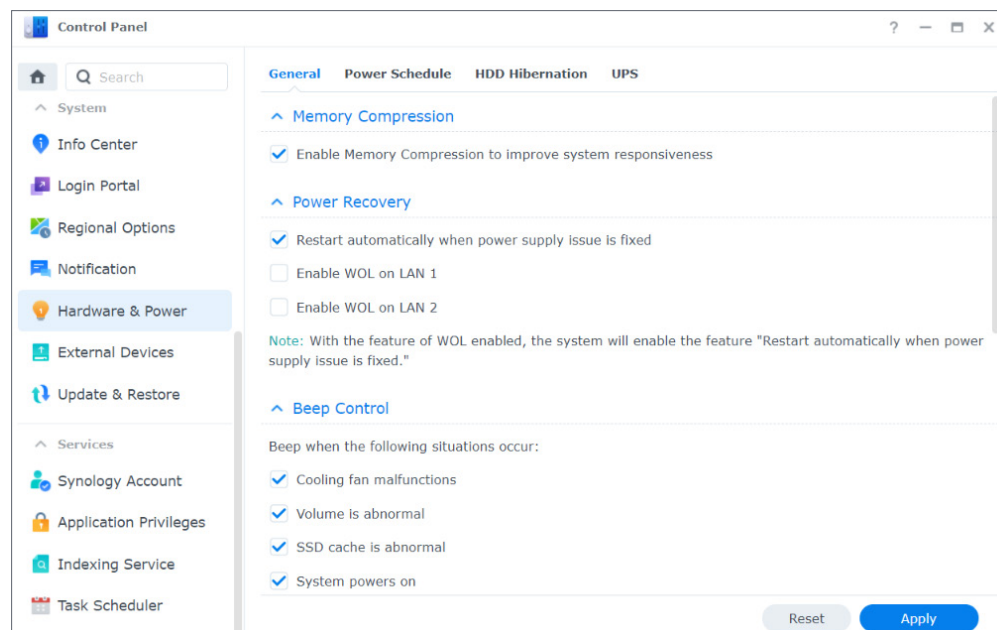 Control Panel
?
Search
System
Info Center
Login Portal
Regional Options
Notification
Hardware & Power
External Devices
Update & Restore
Services
Synology Account
Application Privileges
Indexing Service
Task Scheduler
General Power Schedule HDD Hibernation UPS
Memory Compression
Enable Memory Compression to improve system responsiveness
Power Recovery
Restart automatically when power supply issue is fixed
Enable WOL on LAN 1
Enable WOL on LAN 2
Note: With the feature of WOL enabled, the system will enable the feature "Restart automatically when power
supply issue is fixed."
Beep Control
Beep when the following situations occur:
Cooling fan malfunctions
Volume is abnormal
SSD cache is abnormal
System powers on
Reset Apply